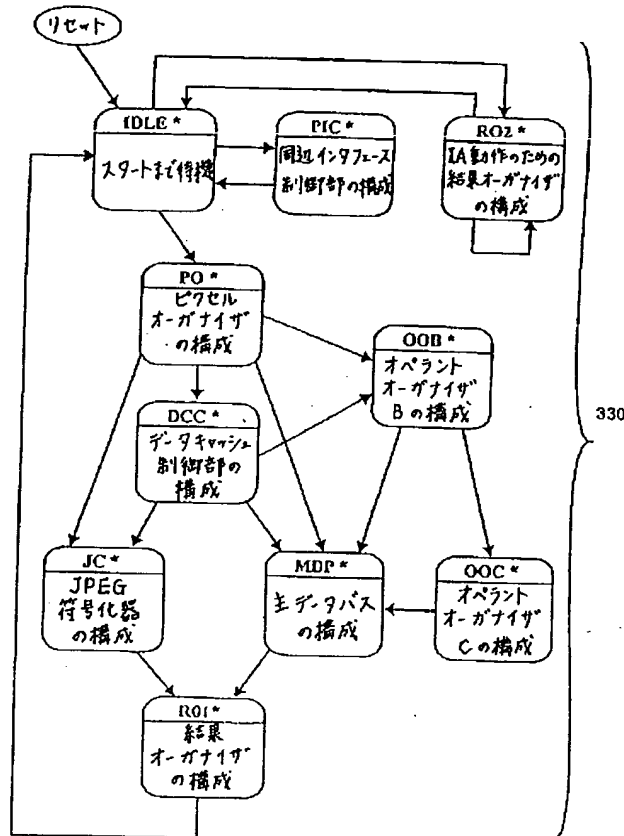 リセット
IDLE *
スタートまで待機
PIC *
周辺インタフェース
制御部の構成
RO2 *
IA動作のための
結果オーガナイザ
の構成
PO *
ピクセル
オーガナイザ
の構成
OOB *
オペラント
オーガナイザ
Bの構成
330
DCC *
データキャッシュ
制御部の
構成
JC *
JPEG
符号化器
の構成
MDP *
主データパス
の構成
OOC *
オペラント
オーガナイザ
Cの構成
RO1 *
結果
オーガナイザ
の構成